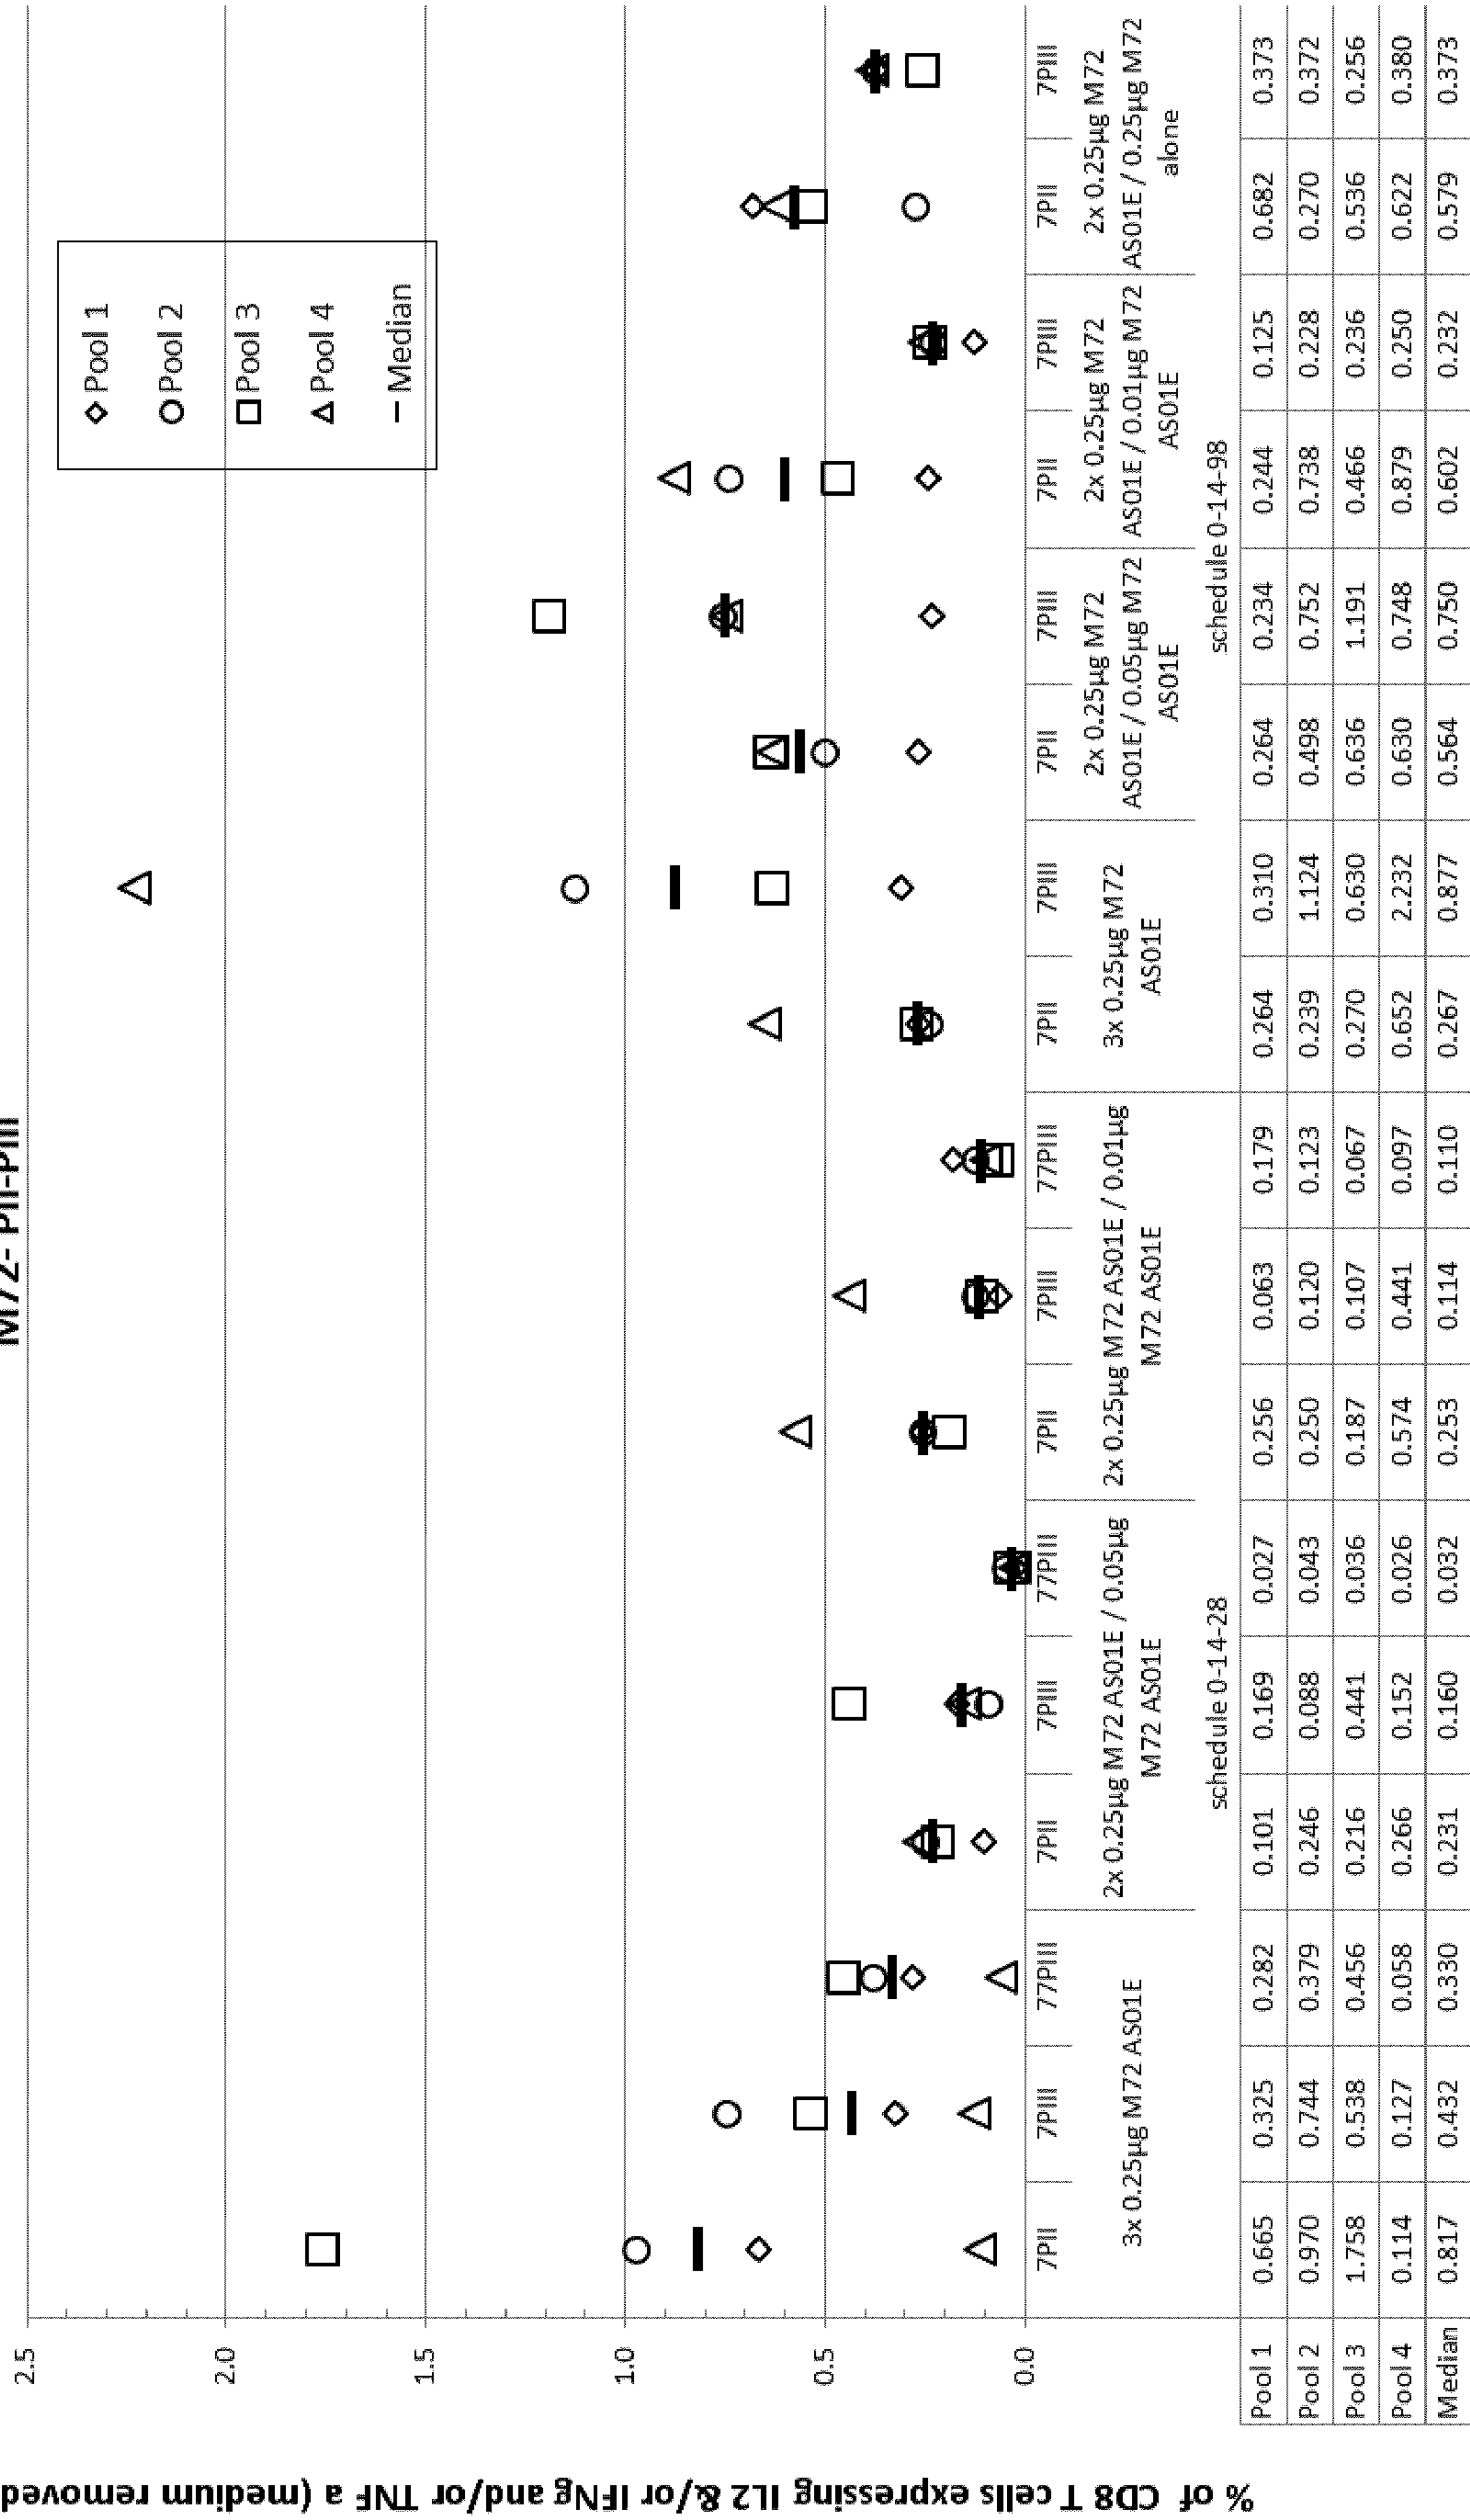 M72- PII-PIII
% of CD8 T cells expressing IL2 &/or IFNg and/or TNF a (medium removed
2.5
2.0
1.5
1.0
0.5
0.0
Pool 1
Pool 2
Pool 3
Pool 4
Median
7PII 7PIII 77PIII 7PII 7PIII 77PIII 7PII 7PIII 77PIII 7PII 7PIII 7PII 7PIII 7PII 7PIII 7PII 7PIII
3x 0.25µg M72 AS01E
2x 0.25µg M72 AS01E / 0.05µg
M72 AS01E
2x 0.25µg M72 AS01E / 0.01µg
M72 AS01E
3x 0.25µg M72
AS01E
2x 0.25µg M72
AS01E / 0.05µg M72
AS01E
2x 0.25µg M72
AS01E / 0.01µg M72
AS01E
2x 0.25µg M72
AS01E / 0.25µg M72
alone
schedule 0-14-28
schedule 0-14-98
Pool 1 0.665 0.325 0.282 0.101 0.169 0.027 0.256 0.063 0.179 0.264 0.310 0.264 0.234 0.244 0.125 0.682 0.373
Pool 2 0.970 0.744 0.379 0.246 0.088 0.043 0.250 0.120 0.123 0.239 1.124 0.498 0.752 0.738 0.228 0.270 0.372
Pool 3 1.758 0.538 0.456 0.216 0.441 0.036 0.187 0.107 0.067 0.270 0.630 0.636 1.191 0.466 0.236 0.536 0.256
Pool 4 0.114 0.127 0.058 0.266 0.152 0.026 0.574 0.441 0.097 0.652 2.232 0.630 0.748 0.879 0.250 0.622 0.380
Median 0.817 0.432 0.330 0.231 0.160 0.032 0.253 0.114 0.110 0.267 0.877 0.564 0.750 0.602 0.232 0.579 0.373